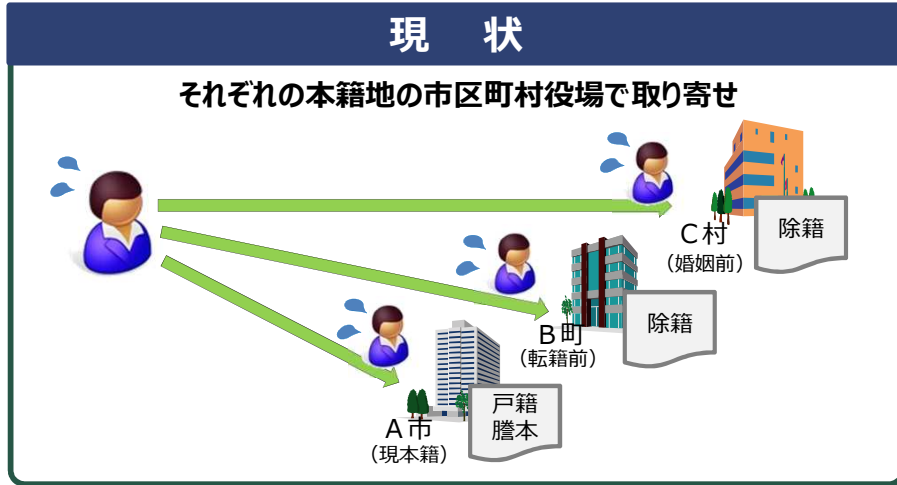 現 状
それぞれの本籍地の市区町村役場で取り寄せ
C村
(婚姻前)
除籍
B町
(転籍前)
除籍
A市
(現本籍)
戸籍
謄本